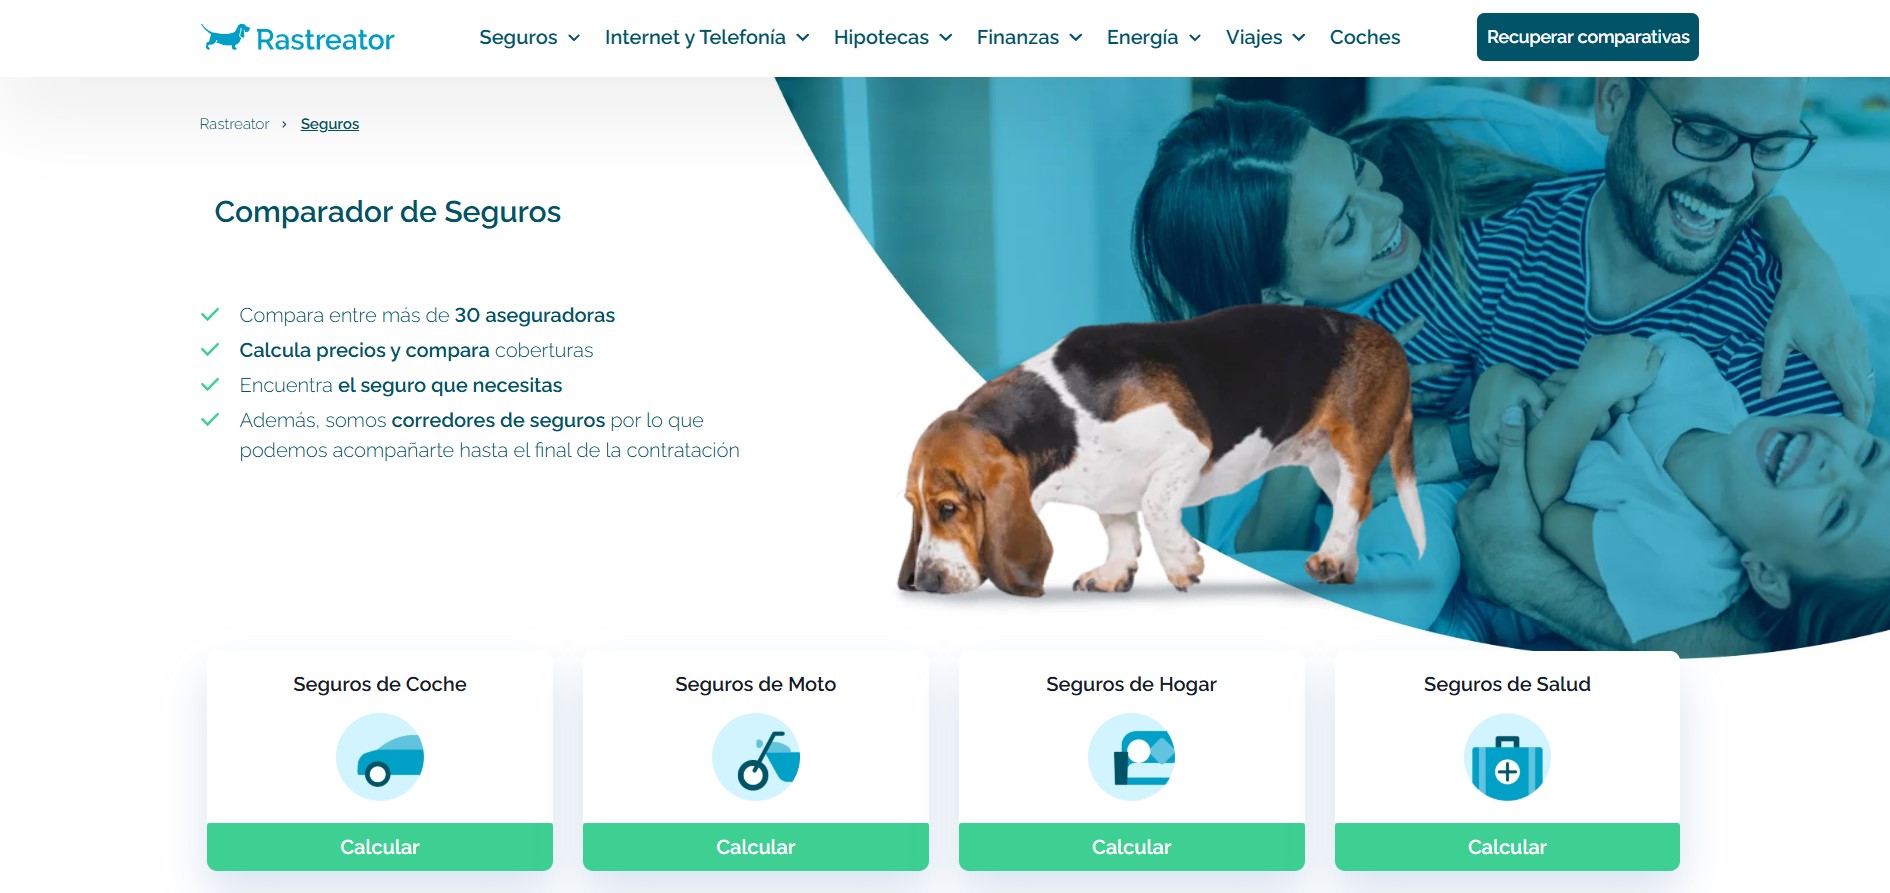 Rastreator
Seguros
Internet y Telefonía
Hipotecas
Finanzas
Energía
Viajes
Coches
Recuperar comparativas
Rastreator > Seguros
Comparador de Seguros
Compara entre más de 30 aseguradoras
Calcula precios y compara coberturas
Encuentra el seguro que necesitas
Además, somos corredores de seguros por lo que
podemos acompañarte hasta el final de la contratación
Seguros de Coche
Calcular
Seguros de Moto
Calcular
Seguros de Hogar
Calcular
Seguros de Salud
Calcular